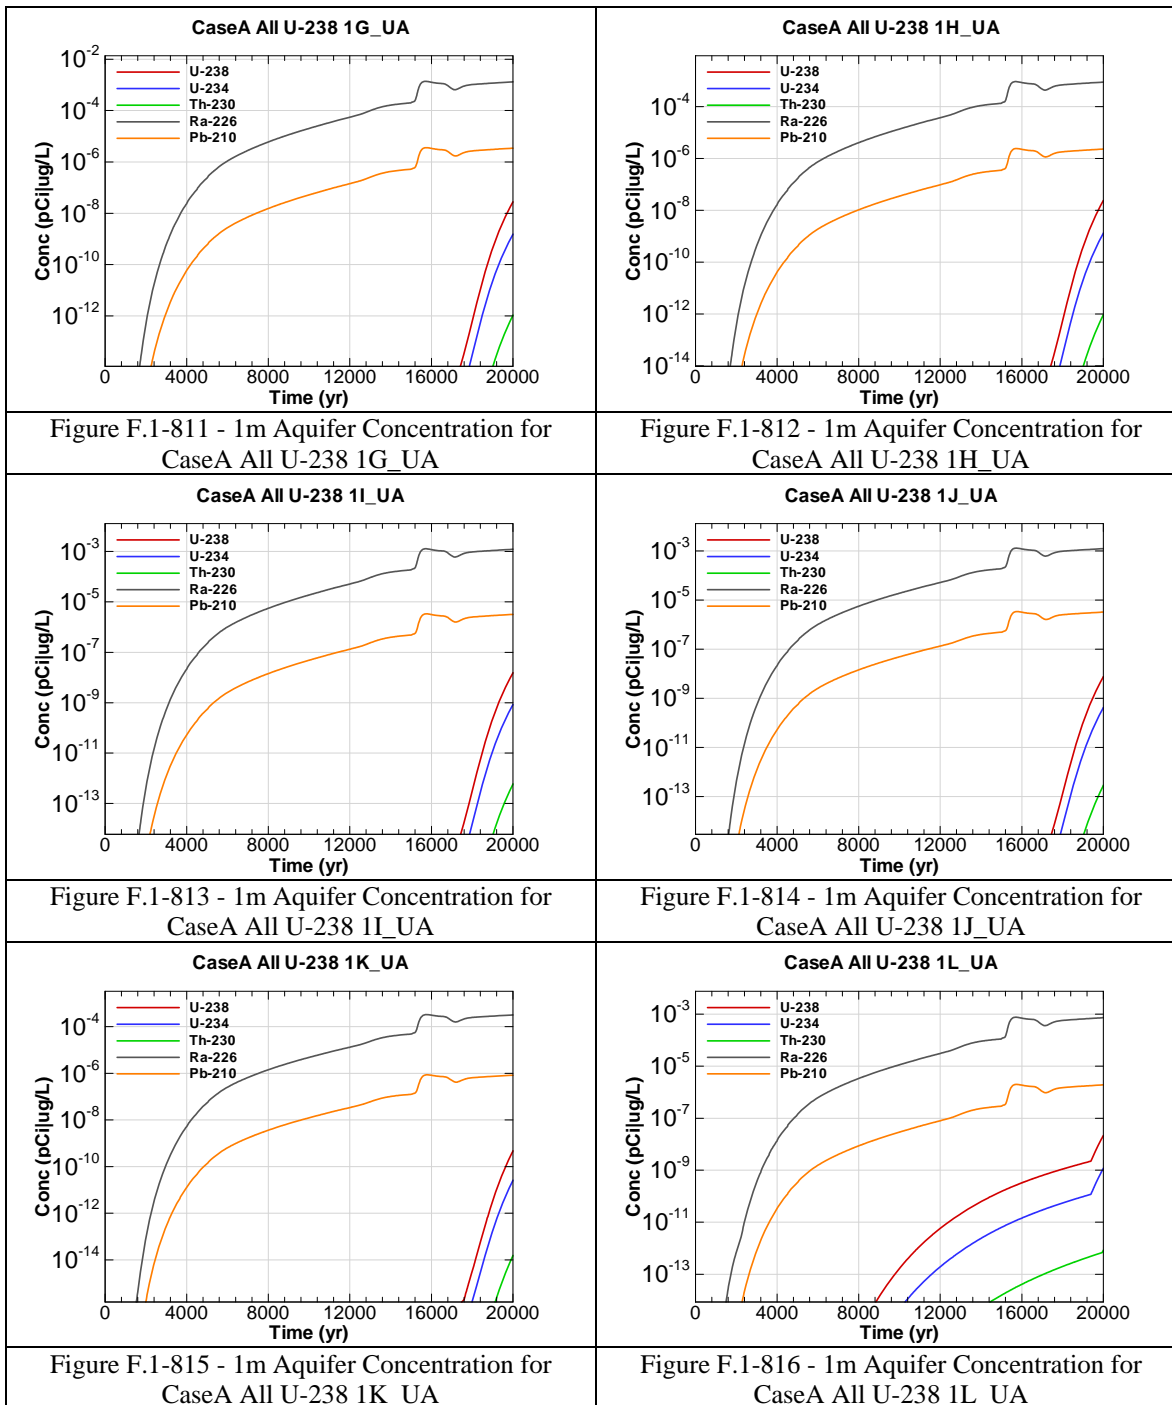 CaseA All U-238 1G_UA
10-2
10-4
10-6
10-8
10-10
10-12
Conc (pCi|ug/L)
U-238
U-234
Th-230
Ra-226
Pb-210
0 4000 8000 12000 16000 20000
Time (yr)
Figure F.1-811 - 1m Aquifer Concentration for
CaseA All U-238 1G_UA
CaseA All U-238 1H_UA
10-4
10-6
10-8
10-10
10-12
10-14
Conc (pCi|ug/L)
U-238
U-234
Th-230
Ra-226
Pb-210
0 4000 8000 12000 16000 20000
Time (yr)
Figure F.1-812 - 1m Aquifer Concentration for
CaseA All U-238 1H_UA
CaseA All U-238 1I_UA
10-3
10-5
10-7
10-9
10-11
10-13
Conc (pCi|ug/L)
U-238
U-234
Th-230
Ra-226
Pb-210
0 4000 8000 12000 16000 20000
Time (yr)
Figure F.1-813 - 1m Aquifer Concentration for
CaseA All U-238 1I_UA
CaseA All U-238 1J_UA
10-3
10-5
10-7
10-9
10-11
10-13
Conc (pCi|ug/L)
U-238
U-234
Th-230
Ra-226
Pb-210
0 4000 8000 12000 16000 20000
Time (yr)
Figure F.1-814 - 1m Aquifer Concentration for
CaseA All U-238 1J_UA
CaseA All U-238 1K_UA
10-4
10-6
10-8
10-10
10-12
10-14
Conc (pCi|ug/L)
U-238
U-234
Th-230
Ra-226
Pb-210
0 4000 8000 12000 16000 20000
Time (yr)
Figure F.1-815 - 1m Aquifer Concentration for
CaseA All U-238 1K_UA
CaseA All U-238 1L_UA
10-3
10-5
10-7
10-9
10-11
10-13
Conc (pCi|ug/L)
U-238
U-234
Th-230
Ra-226
Pb-210
0 4000 8000 12000 16000 20000
Time (yr)
Figure F.1-816 - 1m Aquifer Concentration for
CaseA All U-238 1L_UA